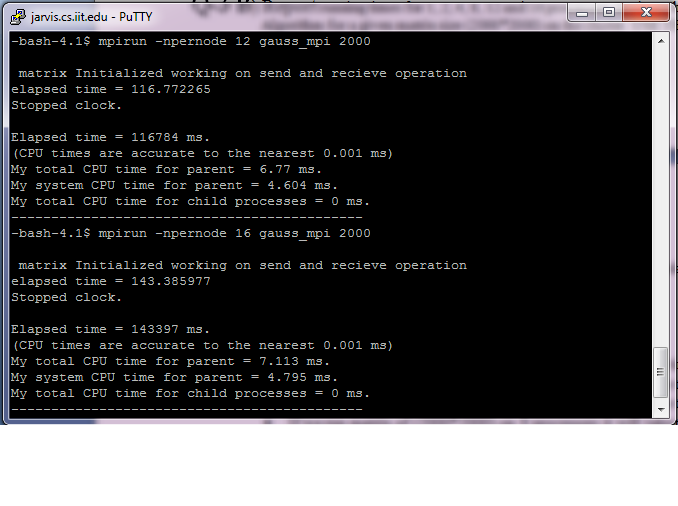 jarvis.cs.iit.edu - PuTTY
-bash-4.1$ mpirun -npernode 12 gauss_mpi 2000
matrix Initialized working on send and recieve operation
elapsed time = 116.772265
Stopped clock.
Elapsed time = 116784 ms.
(CPU times are accurate to the nearest 0.001 ms)
My total CPU time for parent = 6.77 ms.
My system CPU time for parent = 4.604 ms.
My total CPU time for child processes = 0 ms.
--------------------------------------------
-bash-4.1$ mpirun -npernode 16 gauss_mpi 2000
matrix Initialized working on send and recieve operation
elapsed time = 143.385977
Stopped clock.
Elapsed time = 143397 ms.
(CPU times are accurate to the nearest 0.001 ms)
My total CPU time for parent = 7.113 ms.
My system CPU time for parent = 4.795 ms.
My total CPU time for child processes = 0 ms.
--------------------------------------------